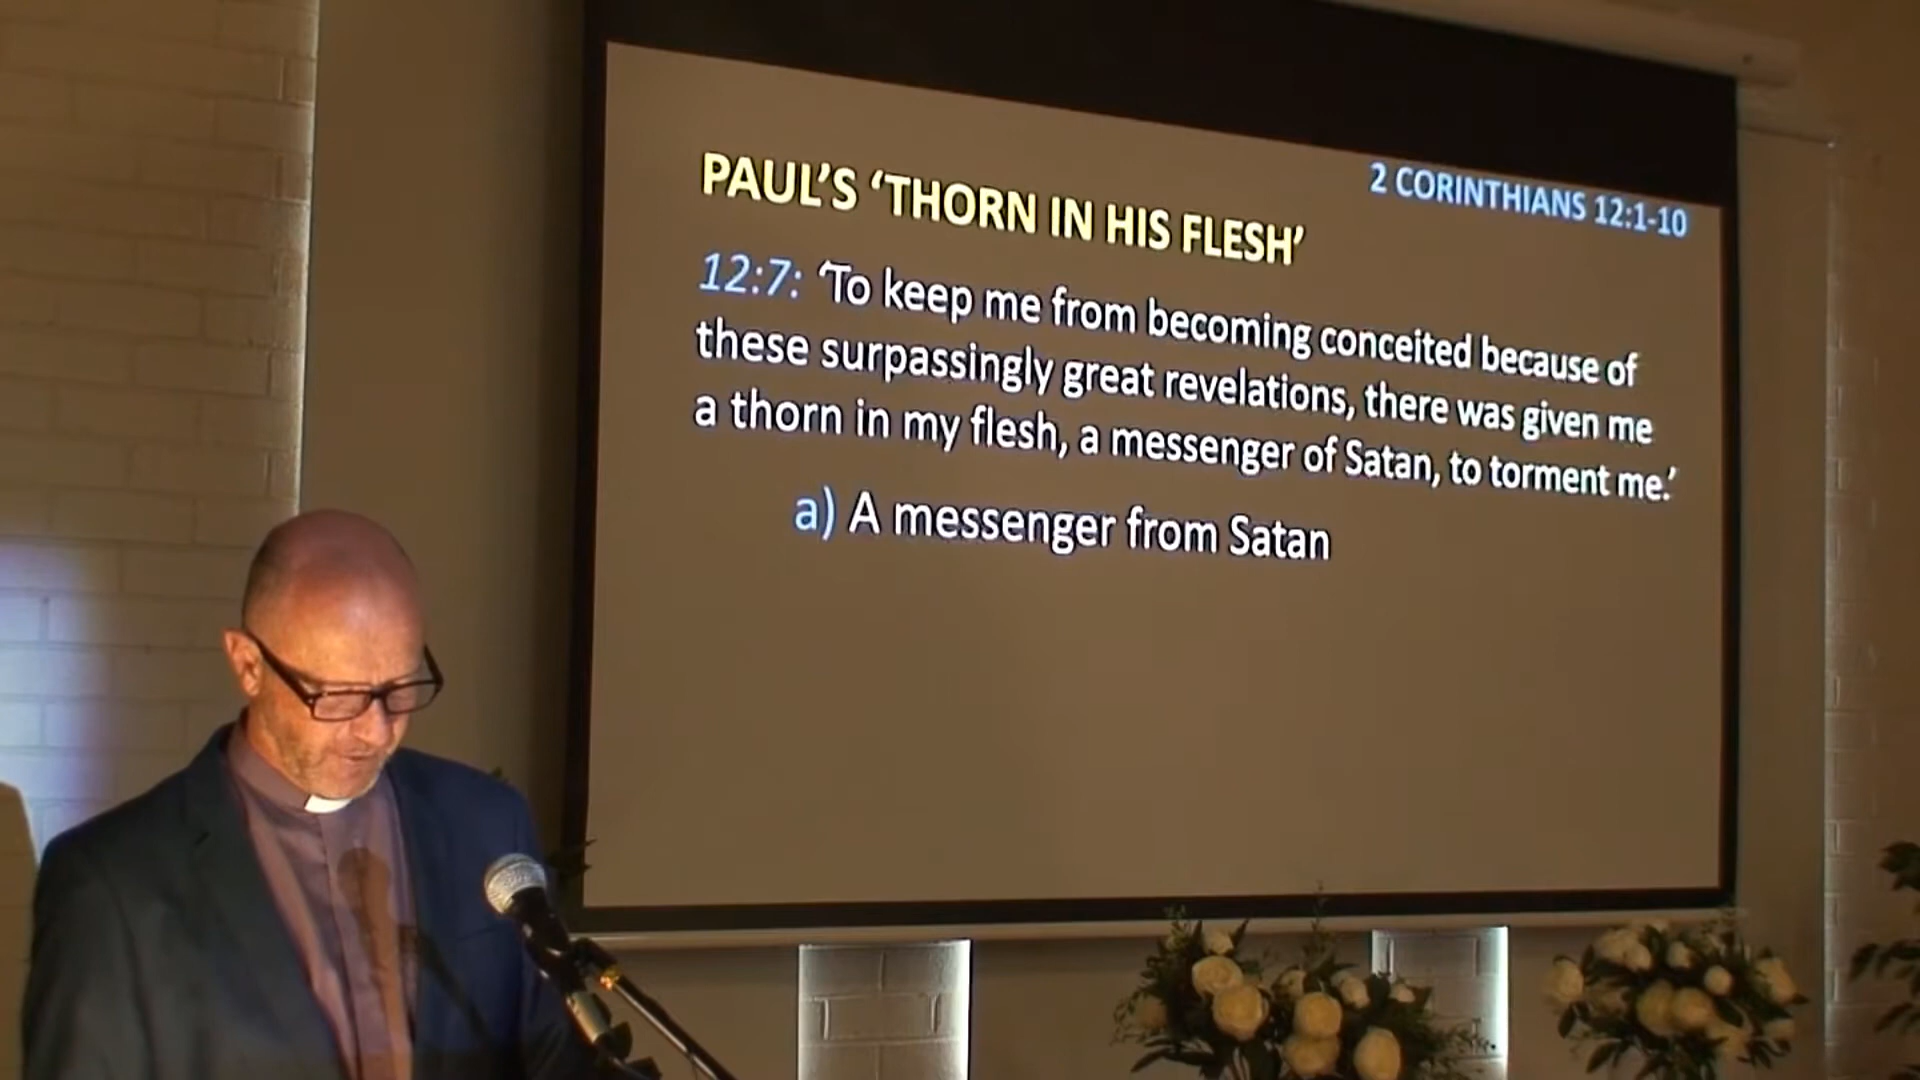 2 CORINTHIANS 12:1-10
PAUL'S ‘THORN IN HIS FLESH’
12:7: ‘To keep me from becoming conceited because of
these surpassingly great revelations, there was given me
a thorn in my flesh, a messenger of Satan, to torment me.’
a) A messenger from Satan